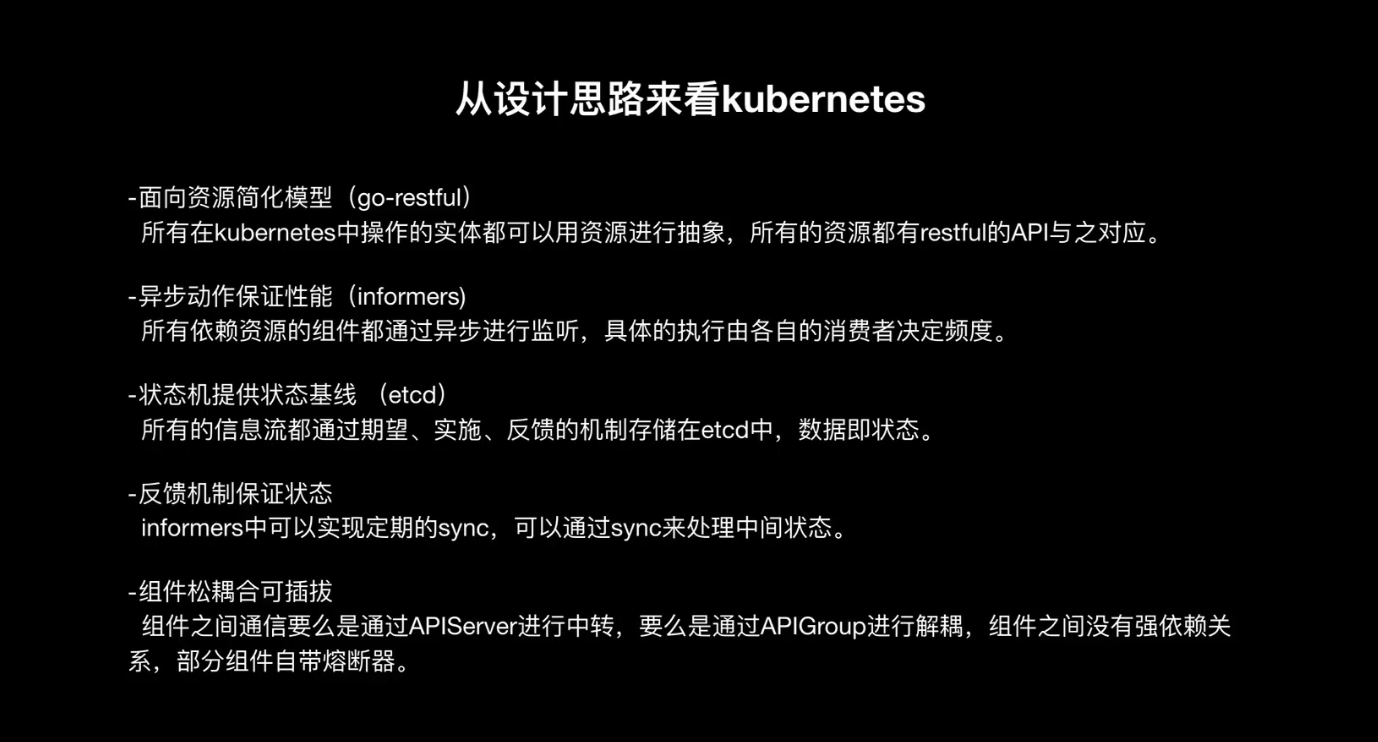 从设计思路来看kubernetes
-面向资源简化模型（go-restful）
所有在kubernetes中操作的实体都可以用资源进行抽象，所有的资源都有restful的API与之对应。
-异步动作保证性能（informers)
所有依赖资源的组件都通过异步进行监听，具体的执行由各自的消费者决定频度。
-状态机提供状态基线 （etcd）
所有的信息流都通过期望、实施、反馈的机制存储在etcd中，数据即状态。
-反馈机制保证状态
informers中可以实现定期的sync，可以通过sync来处理中间状态。
-组件松耦合可插拔
组件之间通信要么是通过APIServer进行中转，要么是通过APIGroup进行解耦，组件之间没有强依赖关
系，部分组件自带熔断器。